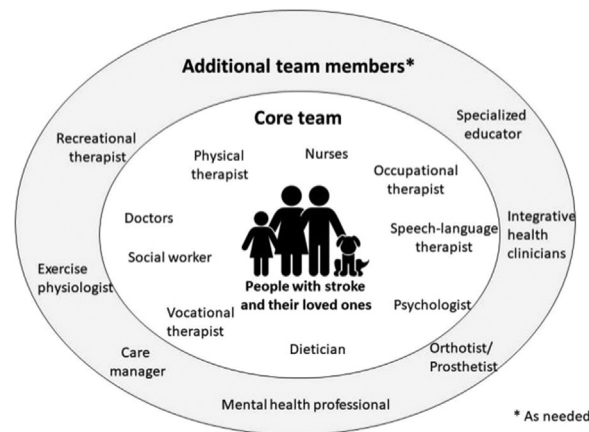 Additional team members*
Core team
Specialized
educator
Recreational
therapist
Physical
therapist
Nurses
Occupational
therapist
Doctors
Speech-language
therapist
Integrative
health
clinicians
Social worker
Exercise
physiologist
People with stroke
and their loved ones
Psychologist
Vocational
therapist
Dietician
Care
manager
Orthotist/
Prosthetist
Mental health professional
* As needed